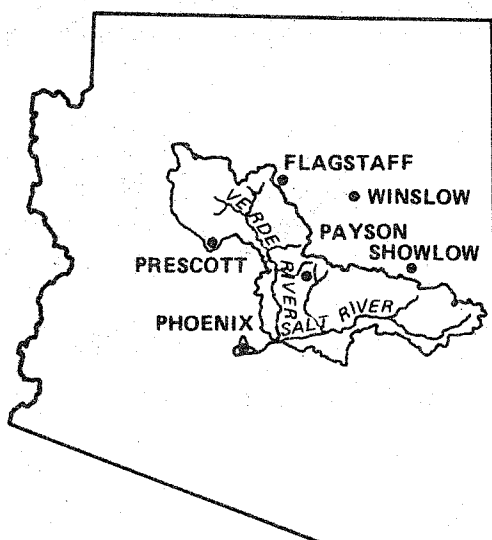 FLAGSTAFF
WINSLOW
VERDE RIVER
PAYSON
SHOWLOW
PRESCOTT
PHOENIX
SALT RIVER